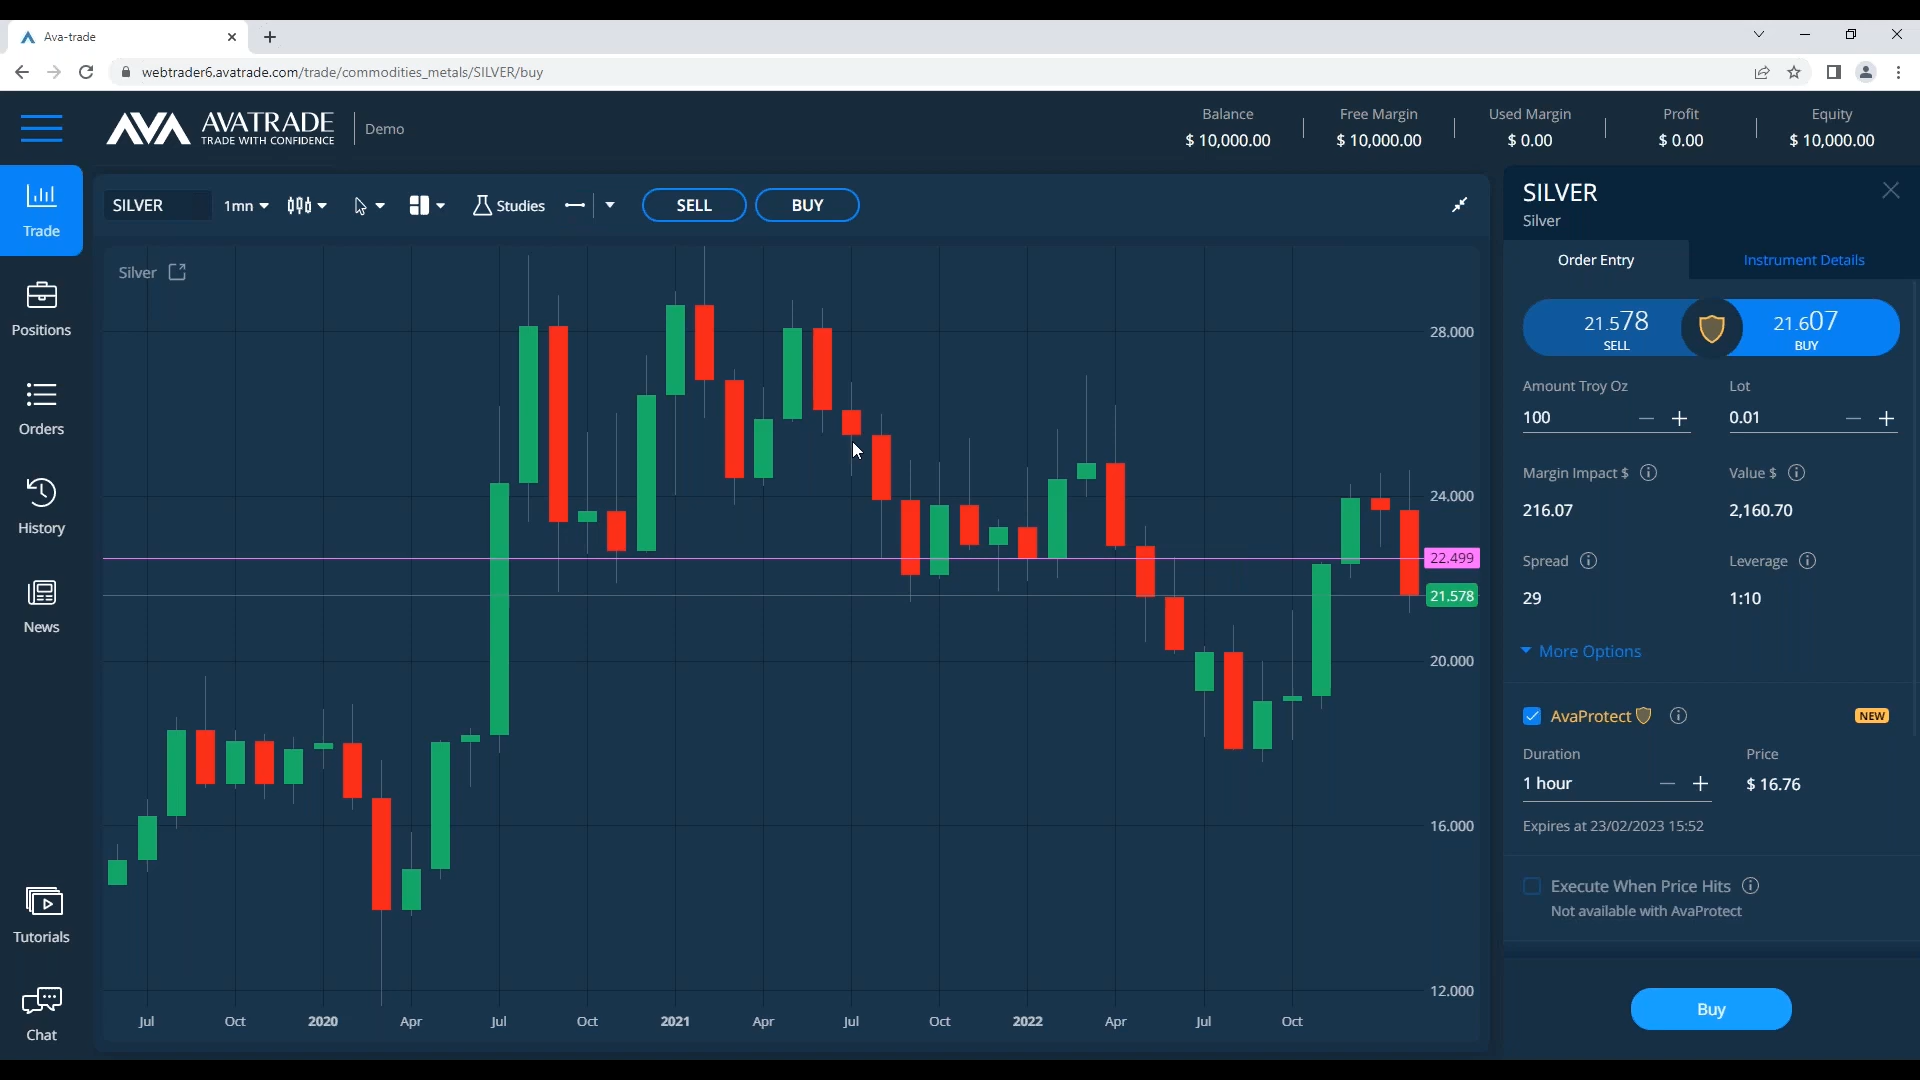 Ava-trade
webtrader6.avatrade.com/trade/commodities_metals/SILVER/buy
AVA AVATRADE
TRADE WITH CONFIDENCE
Demo
Balance
$ 10,000.00
Free Margin
$ 10,000.00
Used Margin
$ 0.00
Profit
$ 0.00
Equity
$ 10,000.00
Trade
Positions
Orders
History
News
Tutorials
Chat
SILVER 1mn Studies SELL BUY
Silver
28.000
24.000
22.499
21.578
20.000
16.000
12.000
Jul Oct 2020 Apr Jul Oct 2021 Apr Jul Oct 2022 Apr Jul Oct
SILVER
Silver
Order Entry Instrument Details
21.578
SELL
21.607
BUY
Amount Troy Oz Lot
100 0.01
Margin Impact $ Value $
216.07 2,160.70
Spread Leverage
29 1:10
More Options
AvaProtect NEW
Duration Price
1 hour $ 16.76
Expires at 23/02/2023 15:52
Execute When Price Hits
Not available with AvaProtect
Buy